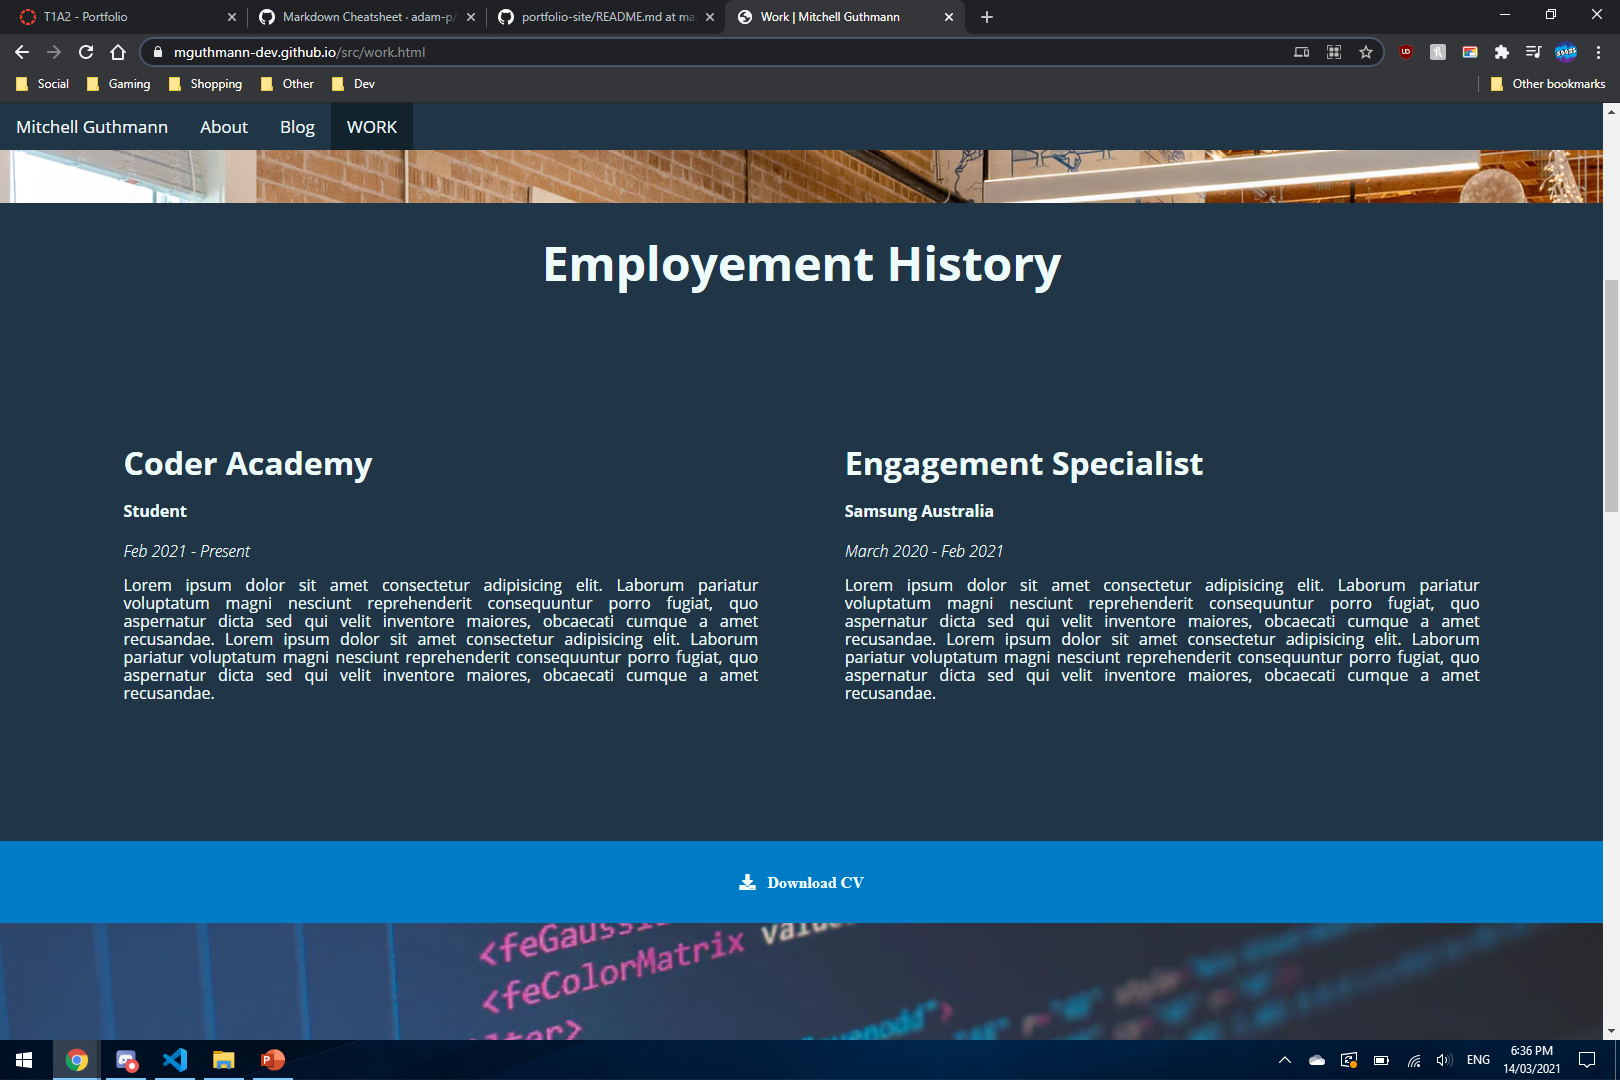 T1A2 - Portfolio
Markdown Cheatsheet · adam-p/
portfolio-site/README.md at ma
Work | Mitchell Guthmann
mguthmann-dev.github.io/src/work.html
Social
Gaming
Shopping
Other
Dev
Other bookmarks
Mitchell Guthmann
About
Blog
WORK
Employement History
Coder Academy
Student
Feb 2021 - Present
Lorem ipsum dolor sit amet consectetur adipisicing elit. Laborum pariatur
voluptatum magni nesciunt reprehenderit consequuntur porro fugiat, quo
aspernatur dicta sed qui velit inventore maiores, obcaecati cumque a amet
recusandae. Lorem ipsum dolor sit amet consectetur adipisicing elit. Laborum
pariatur voluptatum magni nesciunt reprehenderit consequuntur porro fugiat, quo
aspernatur dicta sed qui velit inventore maiores, obcaecati cumque a amet
recusandae.
Engagement Specialist
Samsung Australia
March 2020 - Feb 2021
Lorem ipsum dolor sit amet consectetur adipisicing elit. Laborum pariatur
voluptatum magni nesciunt reprehenderit consequuntur porro fugiat, quo
aspernatur dicta sed qui velit inventore maiores, obcaecati cumque a amet
recusandae. Lorem ipsum dolor sit amet consectetur adipisicing elit. Laborum
pariatur voluptatum magni nesciunt reprehenderit consequuntur porro fugiat, quo
aspernatur dicta sed qui velit inventore maiores, obcaecati cumque a amet
recusandae.
Download CV
<feGaussi
<feColorMatrix value
ENG
6:36 PM
14/03/2021